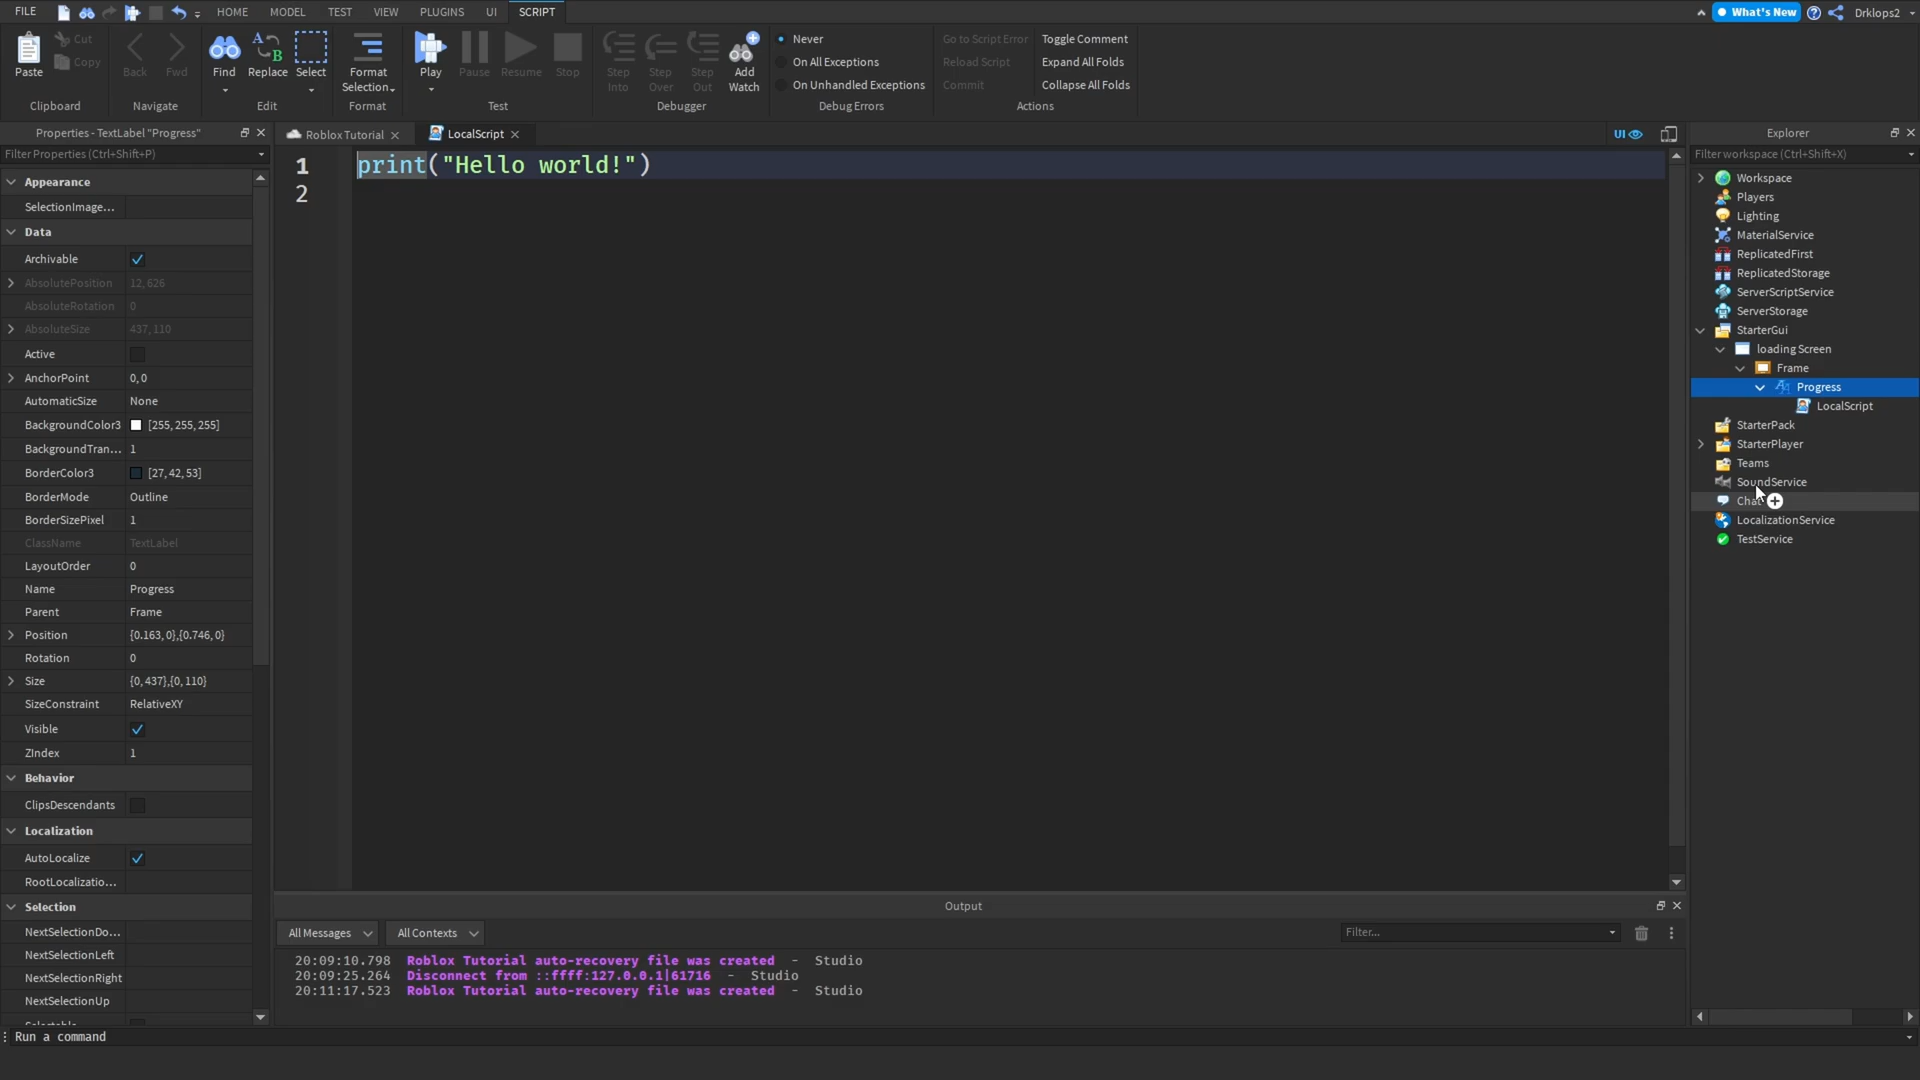 FILE HOME MODEL TEST VIEW PLUGINS UI SCRIPT What's New Drklops2
Paste Cut Copy
Clipboard
Back Fwd
Navigate
Find Replace Select
Edit
Format Selection
Format
Play Pause Resume Stop
Test
Step Into Step Over Step Out Add Watch
Debugger
Never
On All Exceptions
On Unhandled Exceptions
Debug Errors
Go to Script Error
Reload Script
Commit
Toggle Comment
Expand All Folds
Collapse All Folds
Actions
Properties - TextLabel "Progress"
Filter Properties (Ctrl+Shift+P)
Appearance
SelectionImage...
Data
Archivable
AbsolutePosition 12, 626
AbsoluteRotation 0
AbsoluteSize 437, 110
Active
AnchorPoint 0, 0
AutomaticSize None
BackgroundColor3 [255, 255, 255]
BackgroundTran... 1
BorderColor3 [27, 42, 53]
BorderMode Outline
BorderSizePixel 1
ClassName TextLabel
LayoutOrder 0
Name Progress
Parent Frame
Position {0.163, 0},{0.746, 0}
Rotation 0
Size {0, 437},{0, 110}
SizeConstraint RelativeXY
Visible
ZIndex 1
Behavior
ClipsDescendants
Localization
AutoLocalize
RootLocalizatio...
Selection
NextSelectionDo...
NextSelectionLeft
NextSelectionRight
NextSelectionUp
Roblox Tutorial LocalScript UI
1 print("Hello world!")
2
Output
All Messages All Contexts Filter...
20:09:10.798 Roblox Tutorial auto-recovery file was created - Studio
20:09:25.264 Disconnect from ::ffff:127.0.0.1|61716 - Studio
20:11:17.523 Roblox Tutorial auto-recovery file was created - Studio
Explorer
Filter workspace (Ctrl+Shift+X)
Workspace
Players
Lighting
MaterialService
ReplicatedFirst
ReplicatedStorage
ServerScriptService
ServerStorage
StarterGui
loading Screen
Frame
Progress
LocalScript
StarterPack
StarterPlayer
Teams
SoundService
Chat
LocalizationService
TestService
Run a command